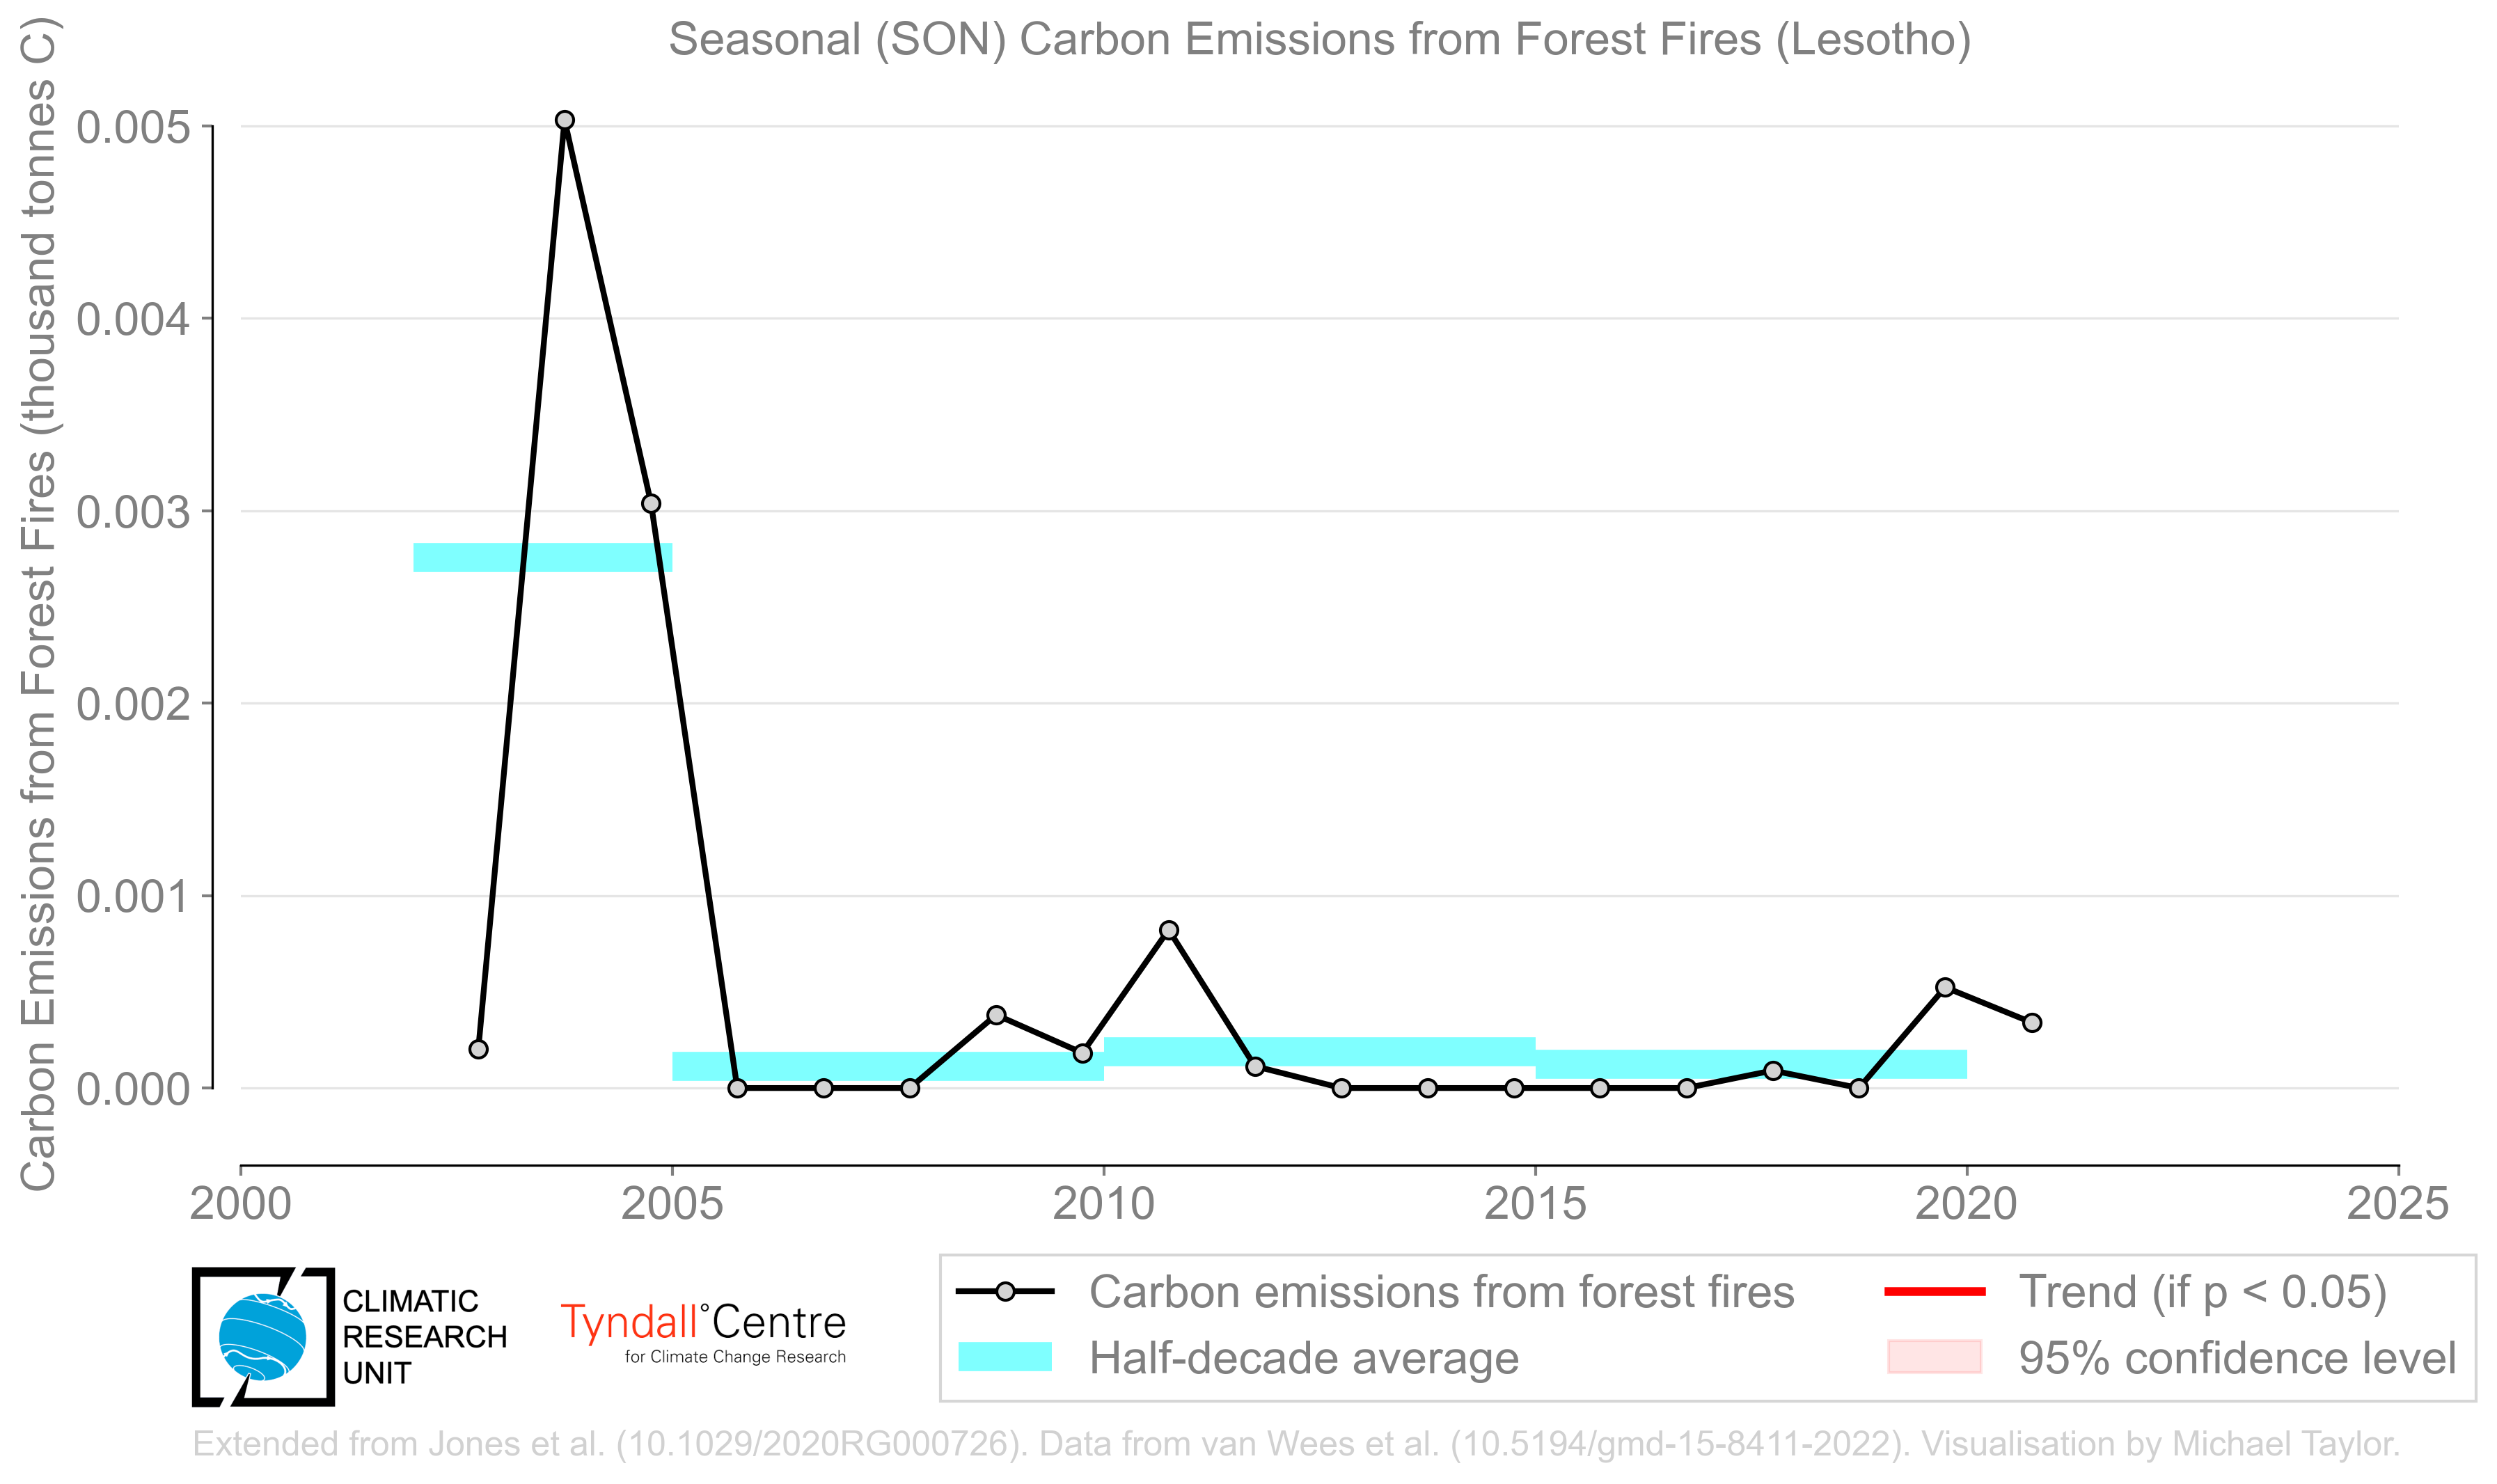 Seasonal (SON) Carbon Emissions from Forest Fires (Lesotho)
Carbon Emissions from Forest Fires (thousand tonnes C)
0.005
0.004
0.003
0.002
0.001
0.000
2000 2005 2010 2015 2020 2025
CLIMATIC
RESEARCH
UNIT
Tyndall°Centre
for Climate Change Research
Carbon emissions from forest fires
Half-decade average
Trend (if p < 0.05)
95% confidence level
Extended from Jones et al. (10.1029/2020RG000726). Data from van Wees et al. (10.5194/gmd-15-8411-2022). Visualisation by Michael Taylor.